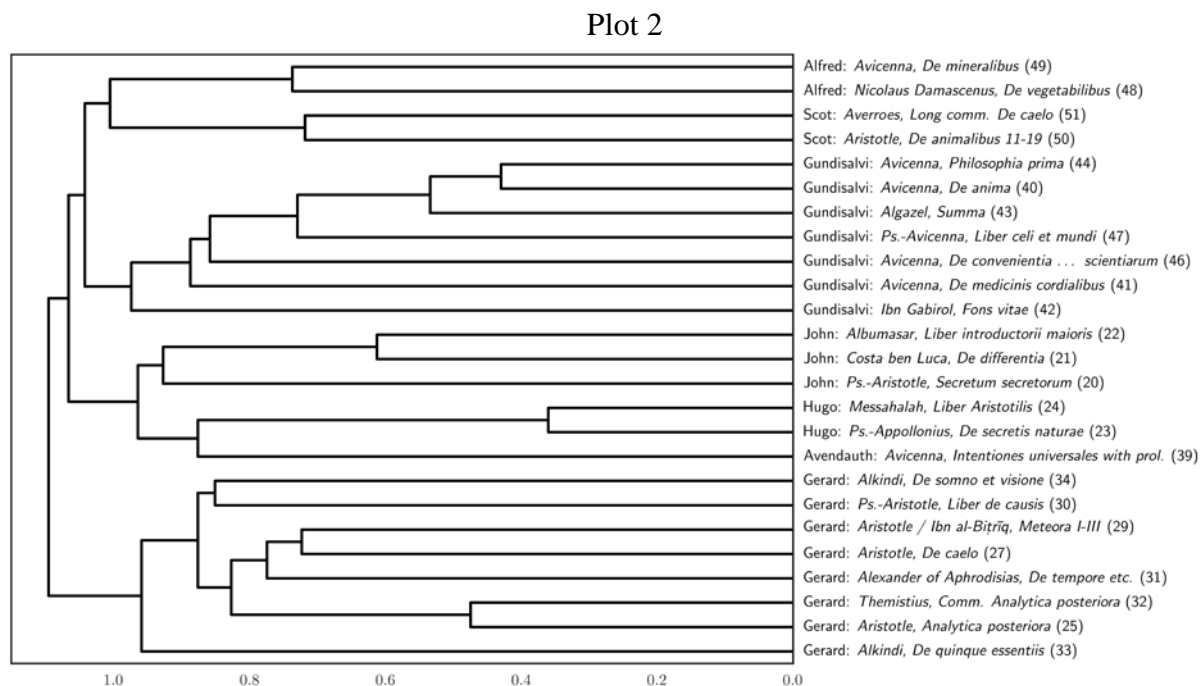 Plot 2
Alfred: Avicenna, De mineralibus (49)
Alfred: Nicolaus Damascenus, De vegetabilibus (48)
Scot: Averroes, Long comm. De caelo (51)
Scot: Aristotle, De animalibus 11-19 (50)
Gundisalvi: Avicenna, Philosophia prima (44)
Gundisalvi: Avicenna, De anima (40)
Gundisalvi: Algazel, Summa (43)
Gundisalvi: Ps.-Avicenna, Liber celi et mundi (47)
Gundisalvi: Avicenna, De convenientia ... scientiarum (46)
Gundisalvi: Avicenna, De medicinis cordialibus (41)
Gundisalvi: Ibn Gabirol, Fons vitae (42)
John: Albumasar, Liber introductorii maioris (22)
John: Costa ben Luca, De differentia (21)
John: Ps.-Aristotle, Secretum secretorum (20)
Hugo: Messahalah, Liber Aristotilis (24)
Hugo: Ps.-Appollonius, De secretis naturae (23)
Avendauth: Avicenna, Intentiones universales with prol. (39)
Gerard: Alkindi, De somno et visione (34)
Gerard: Ps.-Aristotle, Liber de causis (30)
Gerard: Aristotle / Ibn al-Biṭrīq, Meteora I-III (29)
Gerard: Aristotle, De caelo (27)
Gerard: Alexander of Aphrodisias, De tempore etc. (31)
Gerard: Themistius, Comm. Analytica posteriora (32)
Gerard: Aristotle, Analytica posteriora (25)
Gerard: Alkindi, De quinque essentiis (33)
1.0 0.8 0.6 0.4 0.2 0.0